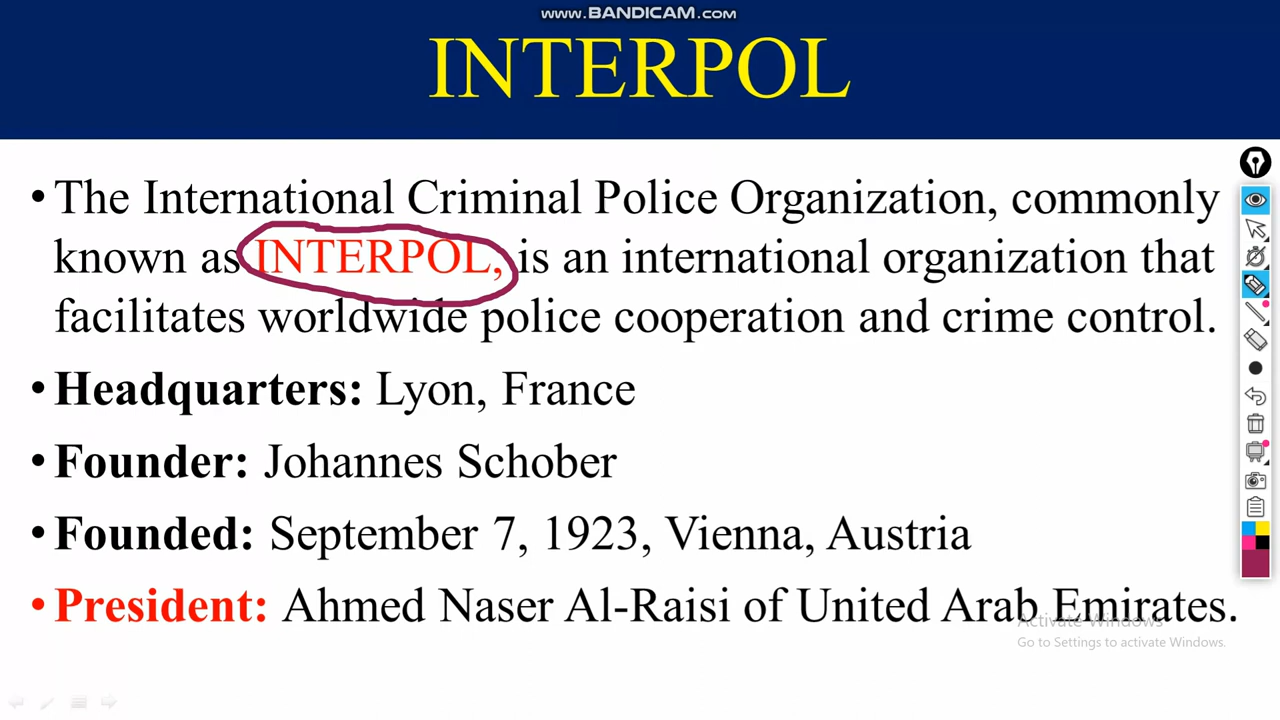 www.BANDICAM.com
INTERPOL
• The International Criminal Police Organization, commonly
known as INTERPOL, is an international organization that
facilitates worldwide police cooperation and crime control.
• Headquarters: Lyon, France
• Founder: Johannes Schober
• Founded: September 7, 1923, Vienna, Austria
• President: Ahmed Naser Al-Raisi of United Arab Emirates.
Activate Windows
Go to Settings to activate Windows.